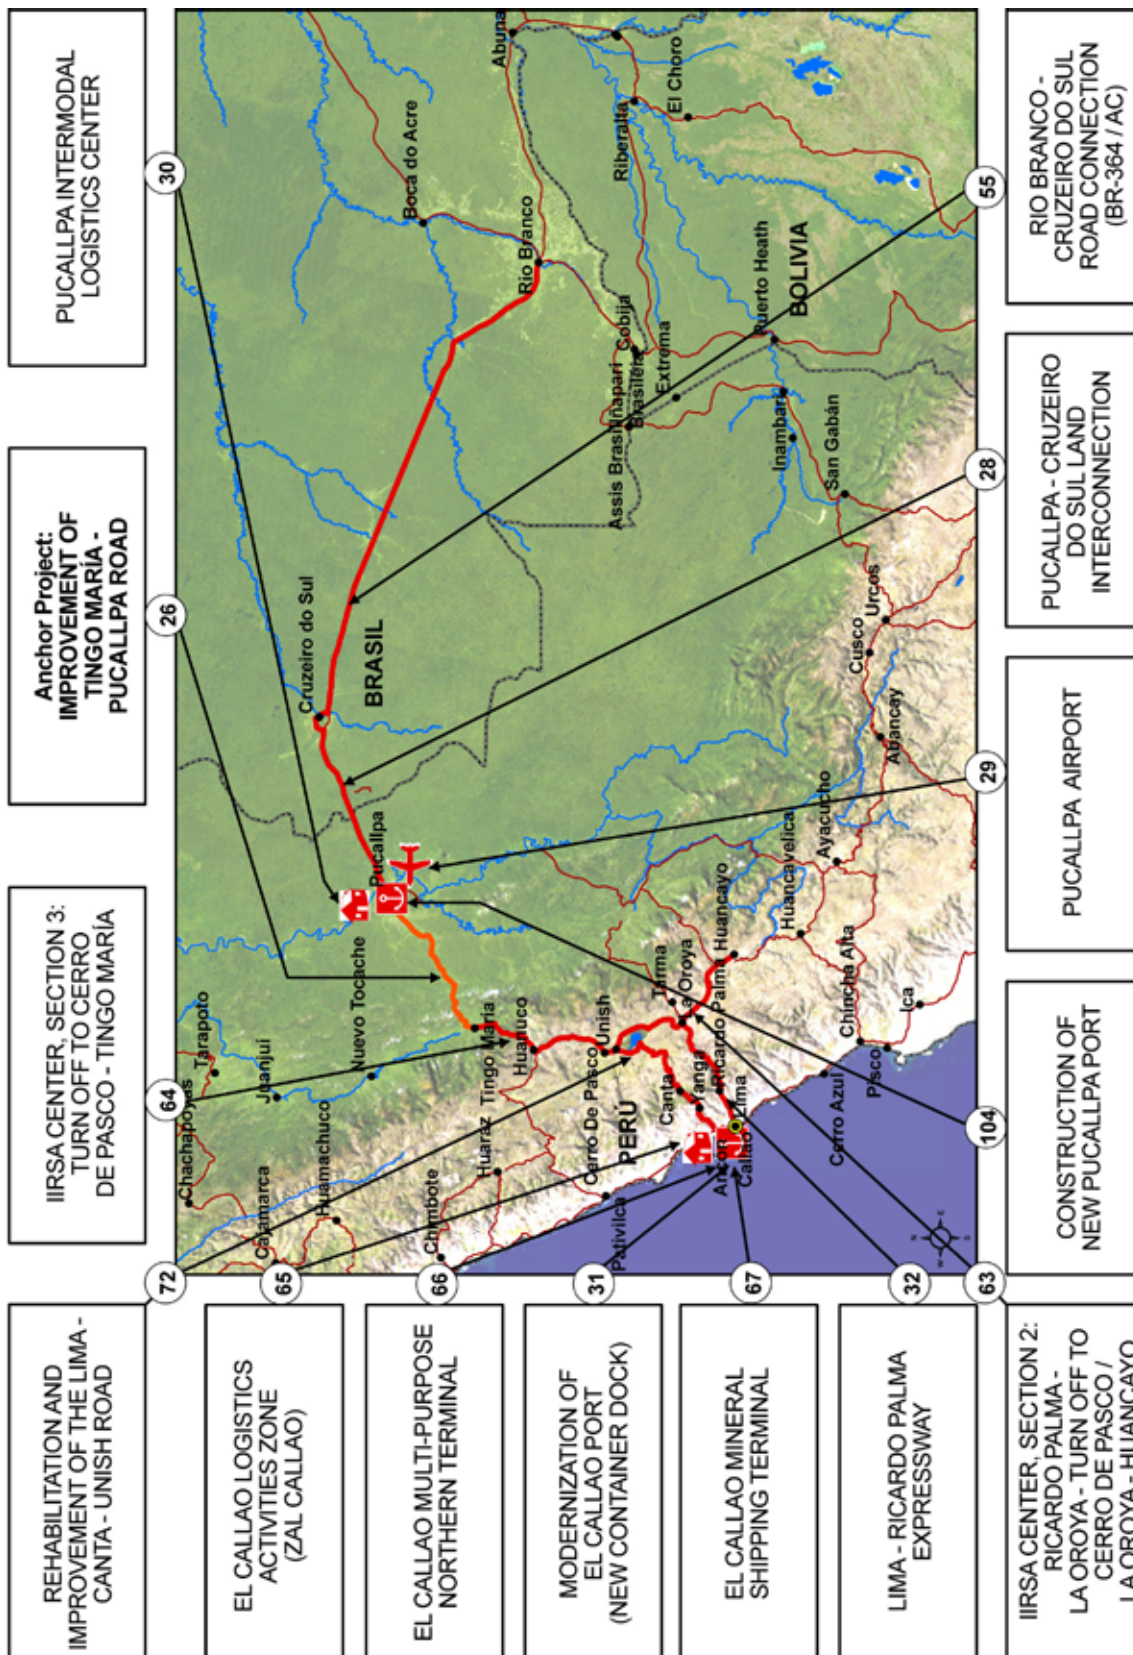 REHABILITATION AND
IMPROVEMENT OF THE LIMA -
CANTA - UNISH ROAD
IIRSA CENTER, SECTION 3:
TURN OFF TO CERRO
DE PASCO - TINGO MARÍA
Anchor Project:
IMPROVEMENT OF
TINGO MARÍA -
PUCALLPA ROAD
PUCALLPA INTERMODAL
LOGISTICS CENTER
72
64
26
30
EL CALLAO LOGISTICS
ACTIVITIES ZONE
(ZAL CALLAO)
65
EL CALLAO MULTI-PURPOSE
NORTHERN TERMINAL
66
MODERNIZATION OF
EL CALLAO PORT
(NEW CONTAINER DOCK)
31
EL CALLAO MINERAL
SHIPPING TERMINAL
67
LIMA - RICARDO PALMA
EXPRESSWAY
32
Chachapoyas
Tarapoto
Cajamarca
Juanjuí
Huamachuco
Nuevo Tocache
Chimbote
Huaraz
Tingo María
Huanuco
Pucallpa
Cruzeiro do Sul
BRASIL
Boca do Acre
Abuna
Rio Branco
Cerro De Pasco
Unish
Pativilca
PERÚ
Canta
Yanga
Tarma
La Oroya
Ricardo Palma
Huancayo
Ancon
Callao
Lima
Assis Brasil
Iñapari
Brasileia
Cobija
Extrema
Riberalta
El Choro
Puerto Heath
BOLIVIA
Inambari
San Gabán
Huancavelica
Ayacucho
Cerro Azul
Chincha Alta
Pisco
Ica
Abancay
Cusco
Urcos
N
E
S
W
63
104
29
28
55
IIRSA CENTER, SECTION 2:
RICARDO PALMA -
LA OROYA - TURN OFF TO
CERRO DE PASCO /
LA OROYA - HUANCAYO
CONSTRUCTION OF
NEW PUCALLPA PORT
PUCALLPA AIRPORT
PUCALLPA - CRUZEIRO
DO SUL LAND
INTERCONNECTION
RIO BRANCO -
CRUZEIRO DO SUL
ROAD CONNECTION
(BR-364 / AC)